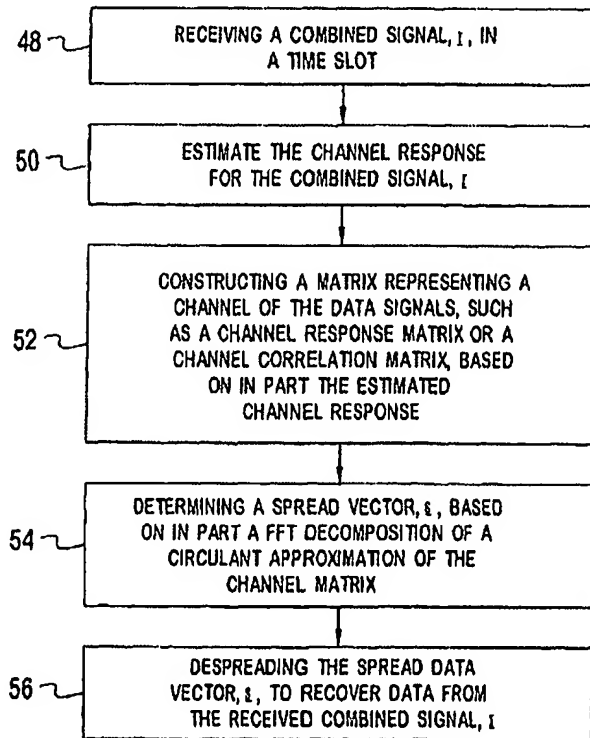 48
RECEIVING A COMBINED SIGNAL, I, IN
A TIME SLOT
50
ESTIMATE THE CHANNEL RESPONSE
FOR THE COMBINED SIGNAL, I
52
CONSTRUCTING A MATRIX REPRESENTING A
CHANNEL OF THE DATA SIGNALS, SUCH
AS A CHANNEL RESPONSE MATRIX OR A
CHANNEL CORRELATION MATRIX, BASED
ON IN PART THE ESTIMATED
CHANNEL RESPONSE
54
DETERMINING A SPREAD VECTOR, BASED
ON IN PART A FFT DECOMPOSITION OF A
CIRCULANT APPROXIMATION OF THE
CHANNEL MATRIX
56
DESPREADING THE SPREAD DATA
VECTOR, TO RECOVER DATA FROM
THE RECEIVED COMBINED SIGNAL, I